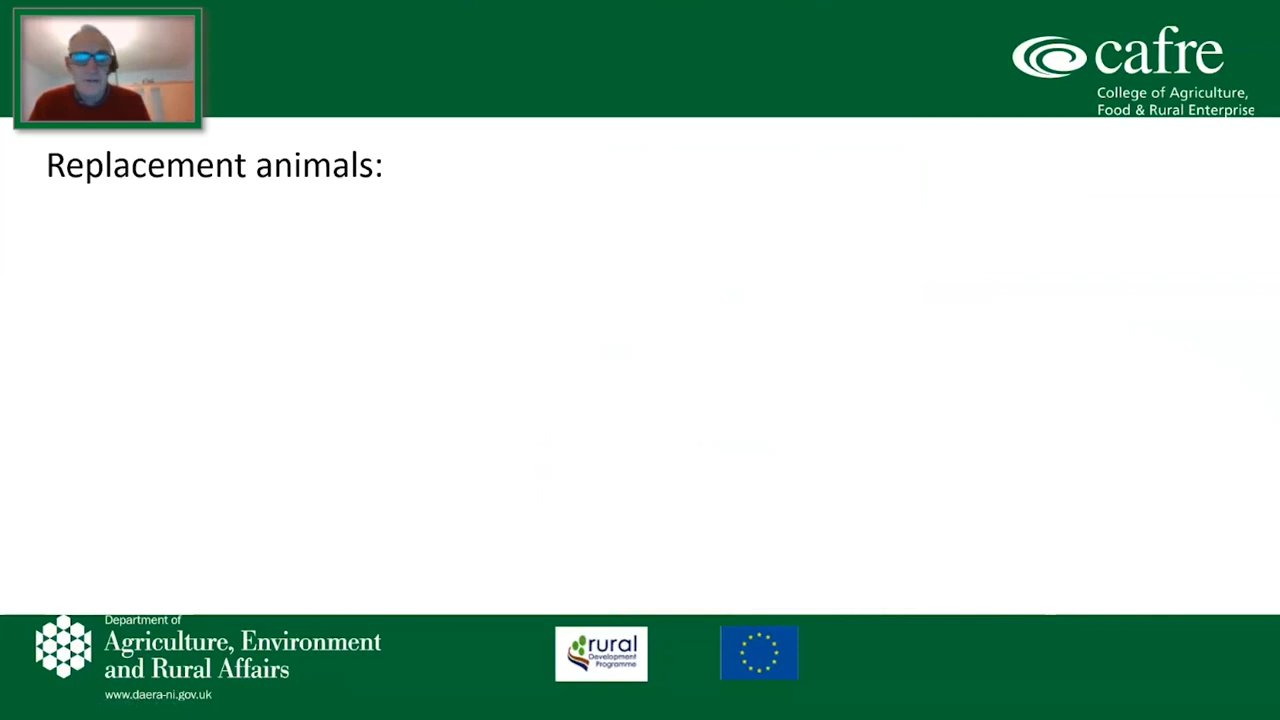 cafre
College of Agriculture,
Food & Rural Enterprise
Replacement animals:
Department of
Agriculture, Environment
and Rural Affairs
www.daera-ni.gov.uk
rural
Development
Programme